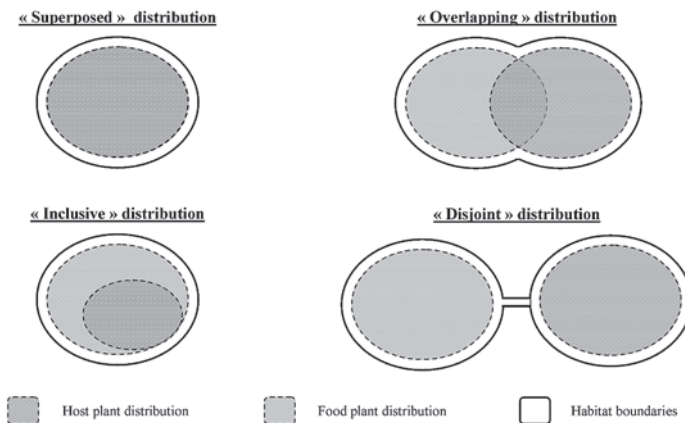 « Superposed » distribution
« Overlapping » distribution
« Inclusive » distribution
« Disjoint » distribution
Host plant distribution
Food plant distribution
Habitat boundaries